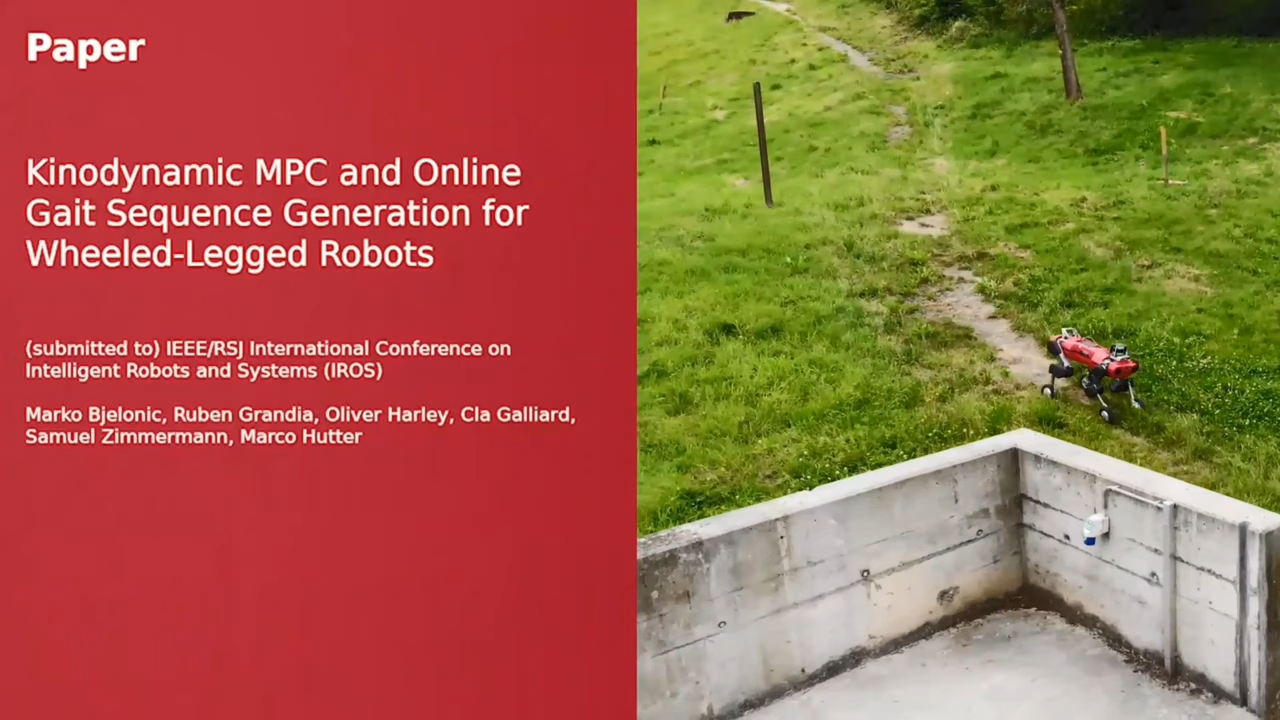 Paper
Kinodynamic MPC and Online
Gait Sequence Generation for
Wheeled-Legged Robots
(submitted to) IEEE/RSJ International Conference on
Intelligent Robots and Systems (IROS)
Marko Bjelonic, Ruben Grandia, Oliver Harley, Cla Galliard,
Samuel Zimmermann, Marco Hutter